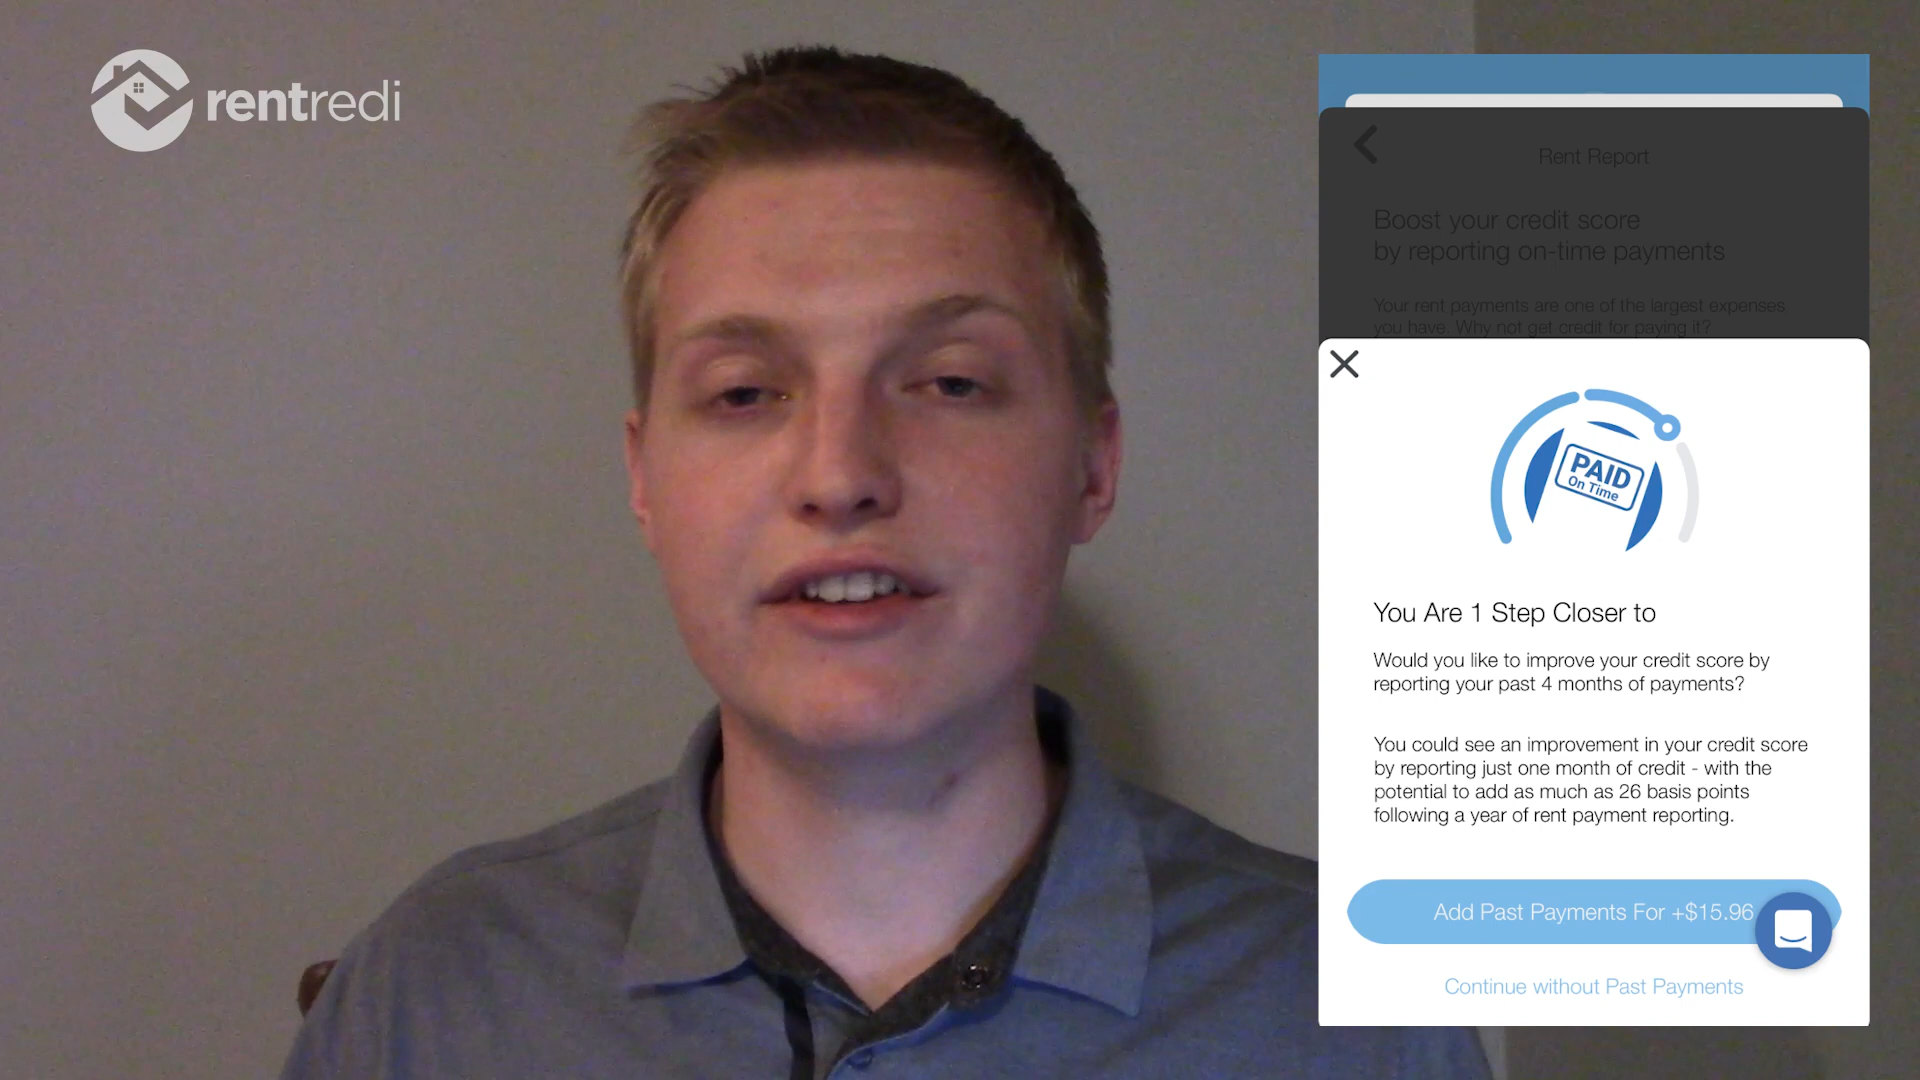 rentredi
Rent Report
Boost your credit score
by reporting on-time payments
Your rent payments are one of the largest expenses
you have. Why not get credit for paying it?
PAID
On Time
You Are 1 Step Closer to
Would you like to improve your credit score by
reporting your past 4 months of payments?
You could see an improvement in your credit score
by reporting just one month of credit - with the
potential to add as much as 26 basis points
following a year of rent payment reporting.
Add Past Payments For +$15.96
Continue without Past Payments